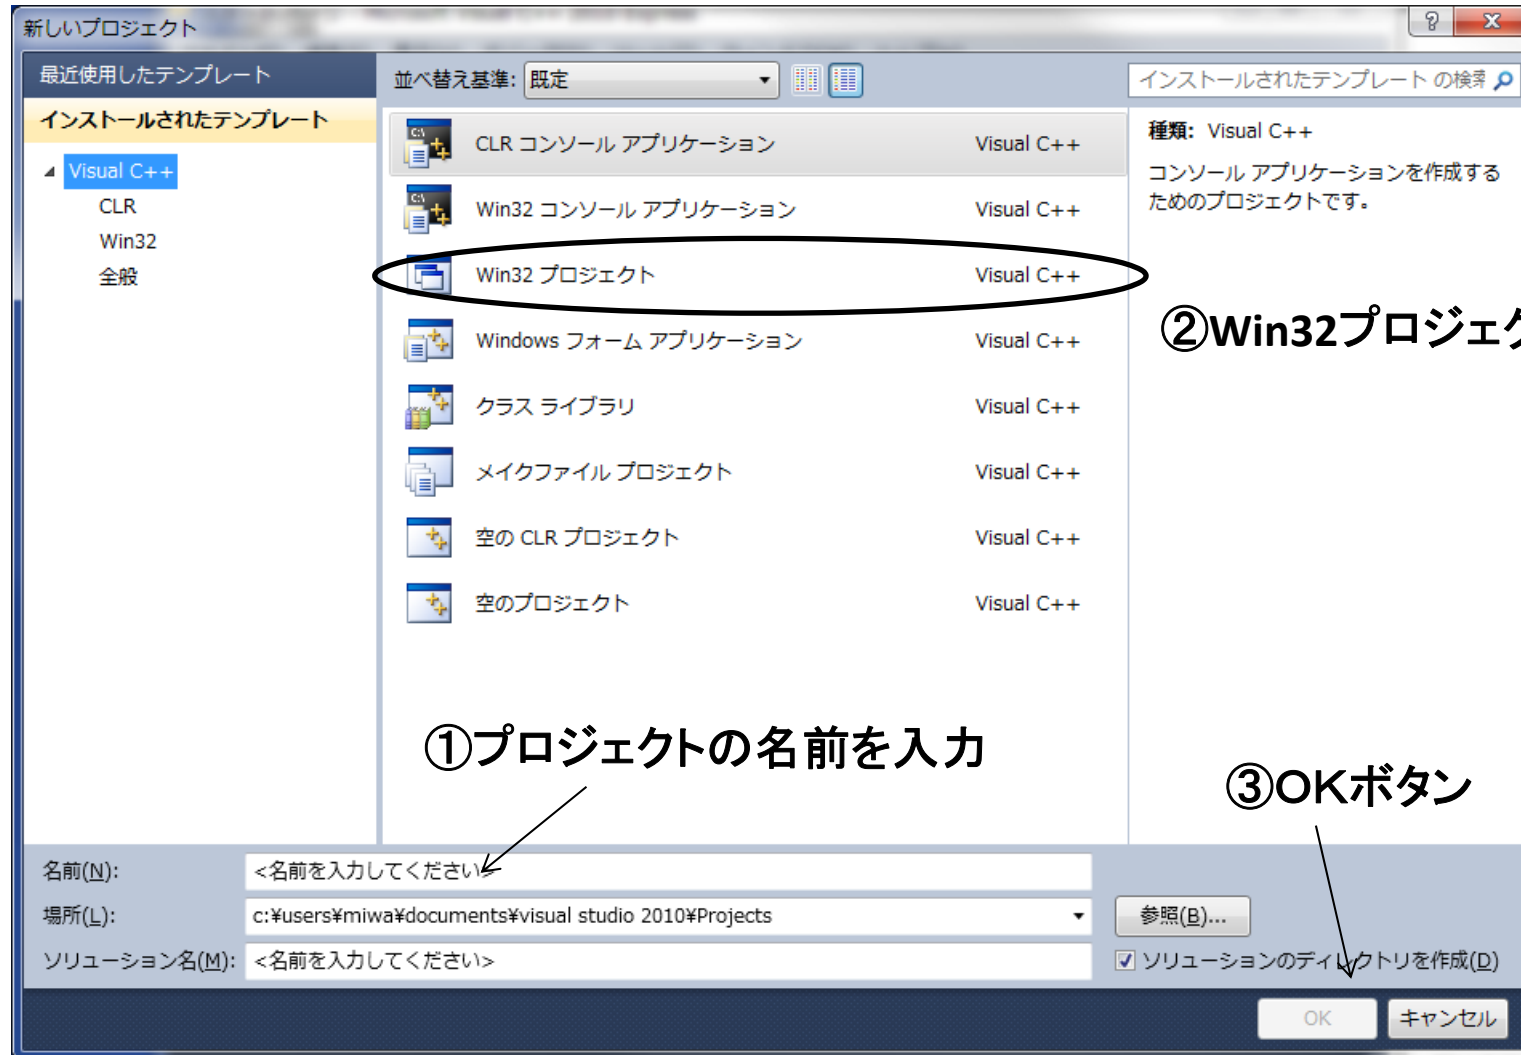 新しいプロジェクト
最近使用したテンプレート
並べ替え基準: 既定
インストールされたテンプレート の検索
インストールされたテンプレート
Visual C++
CLR
Win32
全般
CLR コンソール アプリケーション Visual C++
Win32 コンソール アプリケーション Visual C++
Win32 プロジェクト Visual C++
Windows フォーム アプリケーション Visual C++
クラス ライブラリ Visual C++
メイクファイル プロジェクト Visual C++
空の CLR プロジェクト Visual C++
空のプロジェクト Visual C++
種類: Visual C++
コンソール アプリケーションを作成する
ためのプロジェクトです。
②Win32プロジェク
①プロジェクトの名前を入力
③OKボタン
名前(N): <名前を入力してください>
場所(L): c:¥users¥miwa¥documents¥visual studio 2010¥Projects
参照(B)...
ソリューション名(M): <名前を入力してください>
ソリューションのディレクトリを作成(D)
OK キャンセル